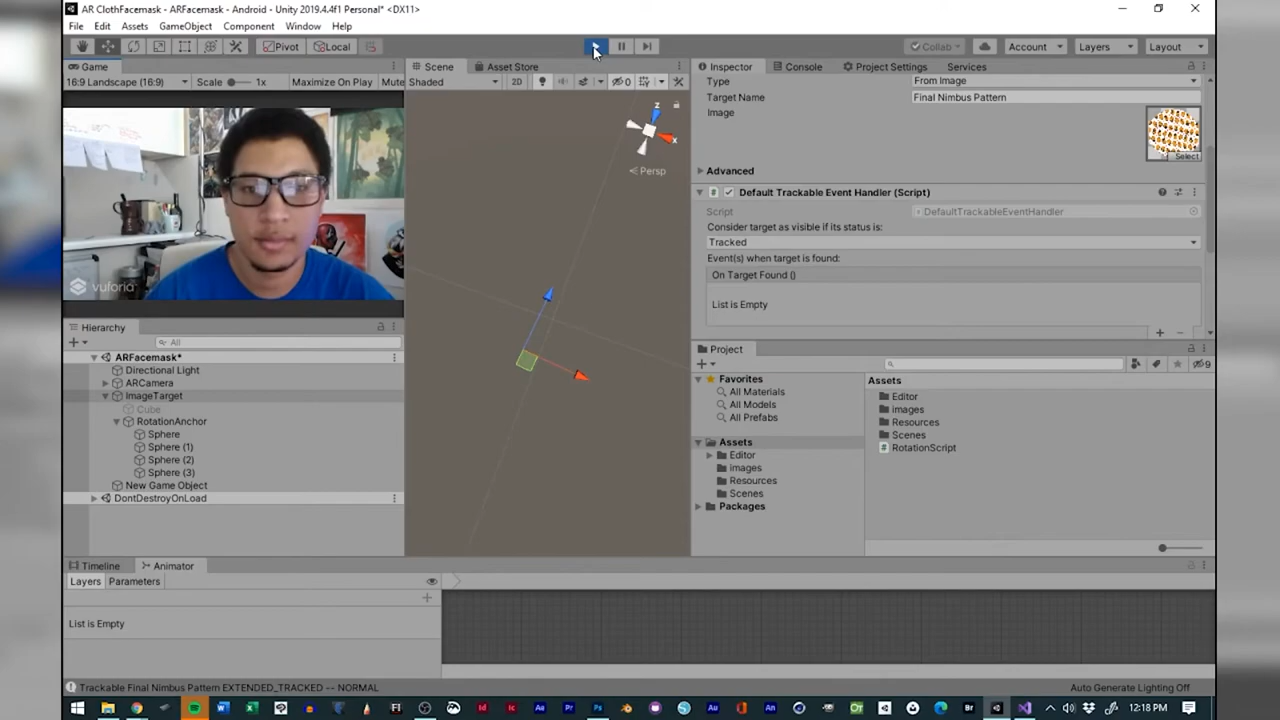 AR ClothFacemask - ARFacemask - Android - Unity 2019.4.4f1 Personal* <DX11>
File Edit Assets GameObject Component Window Help
Pivot Local Collab Account Layers Layout
Game
16:9 Landscape (16:9) Scale 1x Maximize On Play Mute
vuforia
Scene Asset Store
Shaded 2D 0
z
x
Persp
Hierarchy
All
ARFacemask*
Directional Light
ARCamera
ImageTarget
Cube
RotationAnchor
Sphere
Sphere (1)
Sphere (2)
Sphere (3)
New Game Object
DontDestroyOnLoad
Inspector Console Project Settings Services
Type From Image
Target Name Final Nimbus Pattern
Image
Select
Advanced
Default Trackable Event Handler (Script)
Script DefaultTrackableEventHandler
Consider target as visible if its status is:
Tracked
Event(s) when target is found:
On Target Found ()
List is Empty
Project
9
Favorites
All Materials
All Models
All Prefabs
Assets
Editor
images
Resources
Scenes
Packages
Assets
Editor
images
Resources
Scenes
RotationScript
Timeline Animator
Layers Parameters
List is Empty
Trackable Final Nimbus Pattern EXTENDED_TRACKED -- NORMAL
Auto Generate Lighting Off
12:18 PM